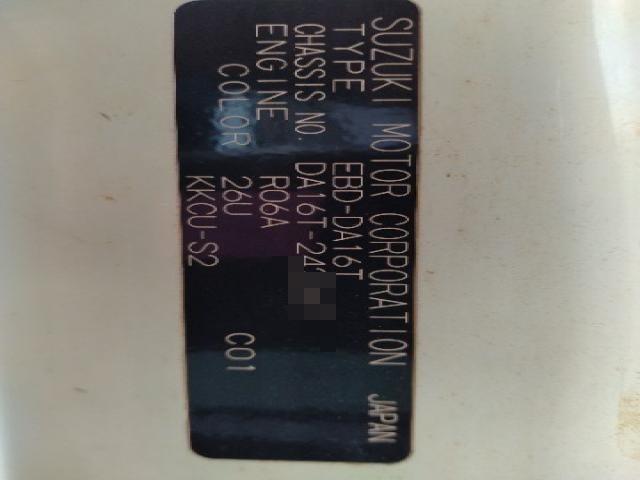 SUZUKI MOTOR CORPORATION JAPAN
TYPE EBD-DA16T
CHASSIS NO. DA16T-24
ENGINE R06A
COLOR 26U C01
KKCU-S2